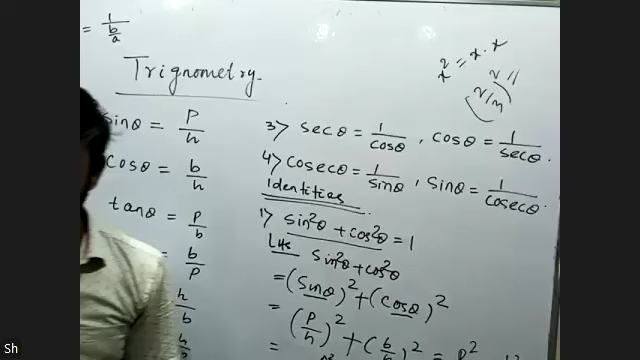 = 1/(b/a)
Trignometry.
sinθ = P/h
cosθ = b/h
tanθ = P/b
= b/P
h/b
3> secθ = 1/cosθ , cosθ = 1/secθ.
4> cosecθ = 1/sinθ , sinθ = 1/cosecθ.
Identities
1> sin²θ + cos²θ = 1
LHS sin²θ + cos²θ
= (sinθ)² + (cosθ)²
= (P/h)² + (b/h)² = P²
=
Sh